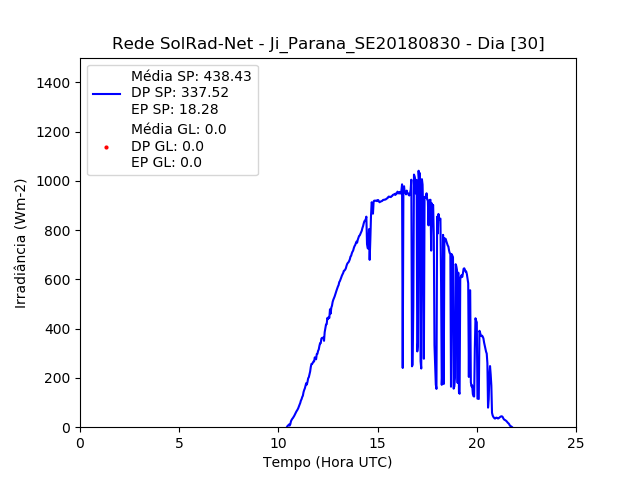 Rede SolRad-Net - Ji_Parana_SE20180830 - Dia [30]
Média SP: 438.43
DP SP: 337.52
EP SP: 18.28
Média GL: 0.0
DP GL: 0.0
EP GL: 0.0
1400
1200
1000
800
600
400
200
0
Irradiância (Wm-2)
0 5 10 15 20 25
Tempo (Hora UTC)